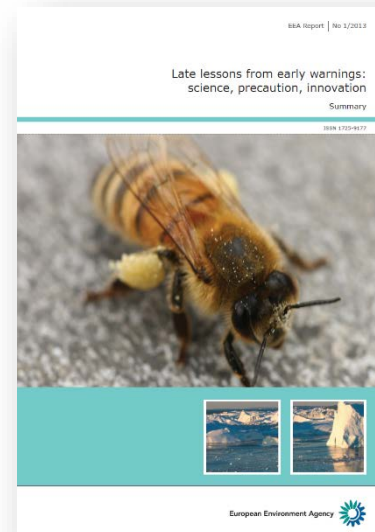 EEA Report | No 1/2013
Late lessons from early warnings:
science, precaution, innovation
Summary
ISSN 1725-9177
European Environment Agency